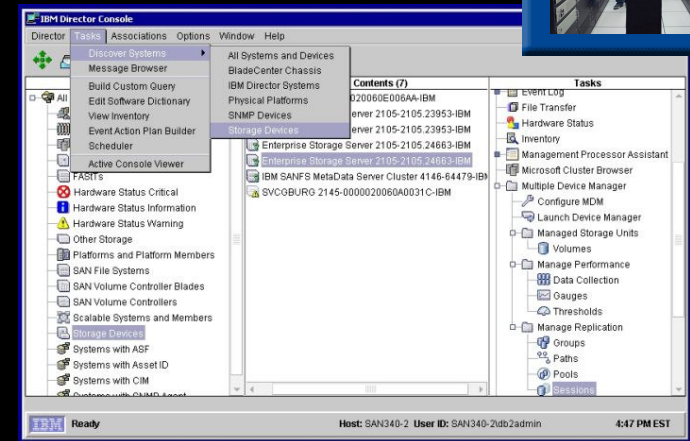 IBM Director Console
Director Tasks Associations Options Window Help
Discover Systems
Message Browser
Build Custom Query
Edit Software Dictionary
View Inventory
Event Action Plan Builder
Scheduler
Active Console Viewer
All Systems and Devices
BladeCenter Chassis
IBM Director Systems
Physical Platforms
SNMP Devices
Storage Devices
All
FAStTs
Hardware Status Critical
Hardware Status Information
Hardware Status Warning
Other Storage
Platforms and Platform Members
SAN File Systems
SAN Volume Controller Blades
SAN Volume Controllers
Scalable Systems and Members
Storage Devices
Systems with ASF
Systems with Asset ID
Systems with CIM
Systems with SNMP Agent
Contents (7)
020060E006AA-IBM
erver 2105-2105.23953-IBM
erver 2105-2105.23953-IBM
Enterprise Storage Server 2105-2105.24663-IBM
Enterprise Storage Server 2105-2105.24663-IBM
IBM SANFS MetaData Server Cluster 4146-64479-IBM
SVCGBURG 2145-0000020060A0031C-IBM
Tasks
Event Log
File Transfer
Hardware Status
Inventory
Management Processor Assistant
Microsoft Cluster Browser
Multiple Device Manager
Configure MDM
Launch Device Manager
Managed Storage Units
Volumes
Manage Performance
Data Collection
Gauges
Thresholds
Manage Replication
Groups
Paths
Pools
Sessions
IBM Ready Host: SAN340-2 User ID: SAN340-2\db2admin 4:47 PM EST